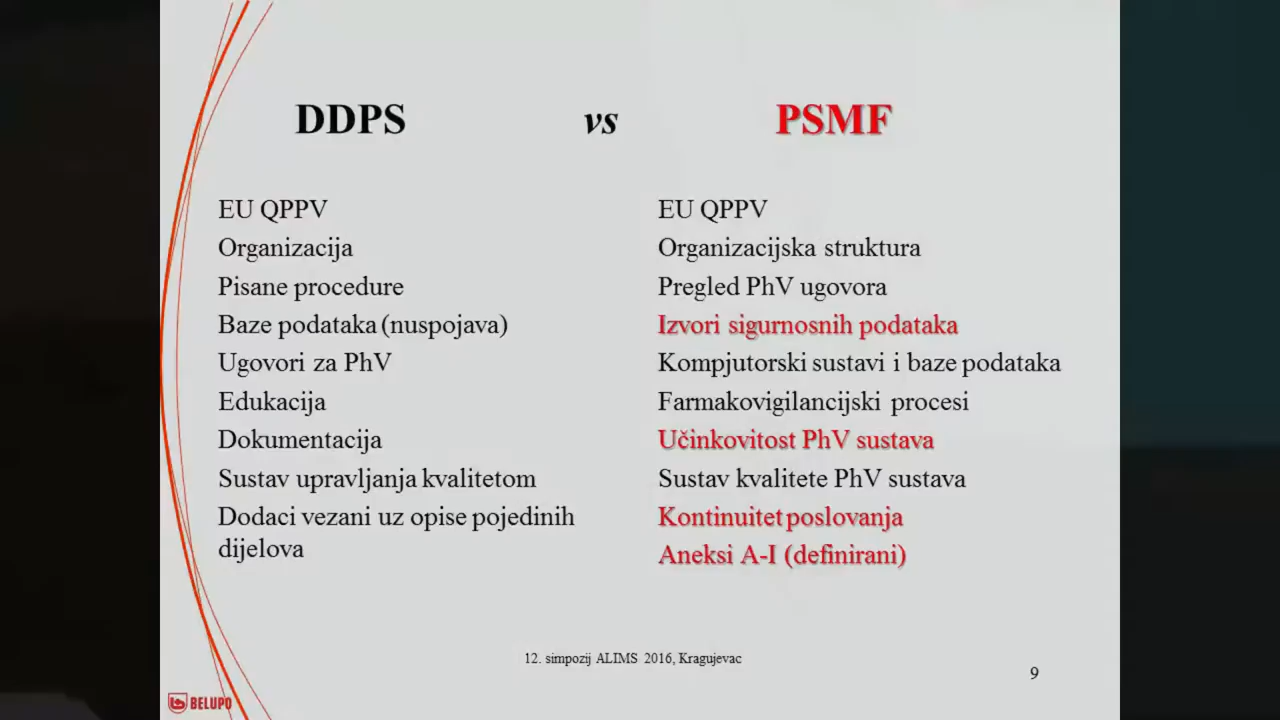 DDPS vs PSMF
EU QPPV
Organizacija
Pisane procedure
Baze podataka (nuspojava)
Ugovori za PhV
Edukacija
Dokumentacija
Sustav upravljanja kvalitetom
Dodaci vezani uz opise pojedinih
dijelova
EU QPPV
Organizacijska struktura
Pregled PhV ugovora
Izvori sigurnosnih podataka
Kompjutorski sustavi i baze podataka
Farmakovigilancijski procesi
Učinkovitost PhV sustava
Sustav kvalitete PhV sustava
Kontinuitet poslovanja
Aneksi A-I (definirani)
12. simpozij ALIMS 2016, Kragujevac
9
BELUPO